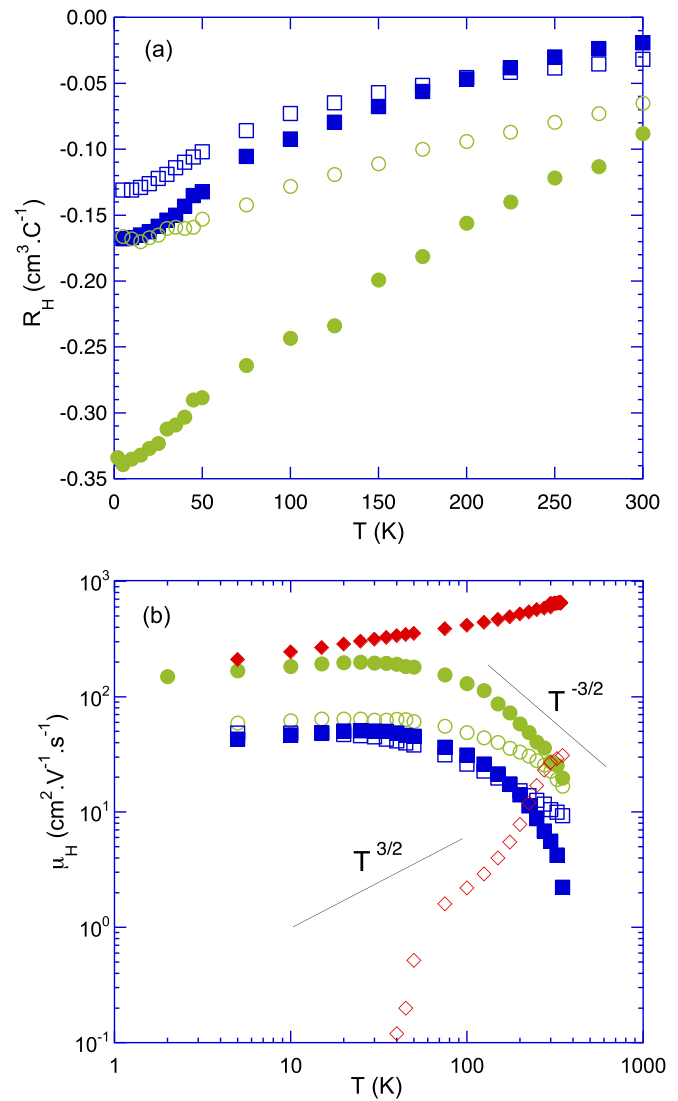 (a)
0.00
-0.05
-0.10
-0.15
-0.20
-0.25
-0.30
-0.35
R_H (cm^3.C^-1)
0 50 100 150 200 250 300
T (K)
(b)
10^3
10^2
10^1
10^0
10^-1
μ_H (cm^2.V^-1.s^-1)
T^-3/2
T^3/2
1 10 100 1000
T (K)